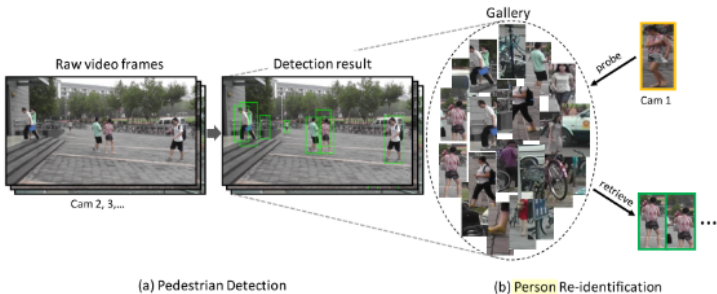 Gallery
Raw video frames
Detection result
probe
Cam 1
Cam 2, 3,...
retrieve
...
(a) Pedestrian Detection
(b) Person Re-identification